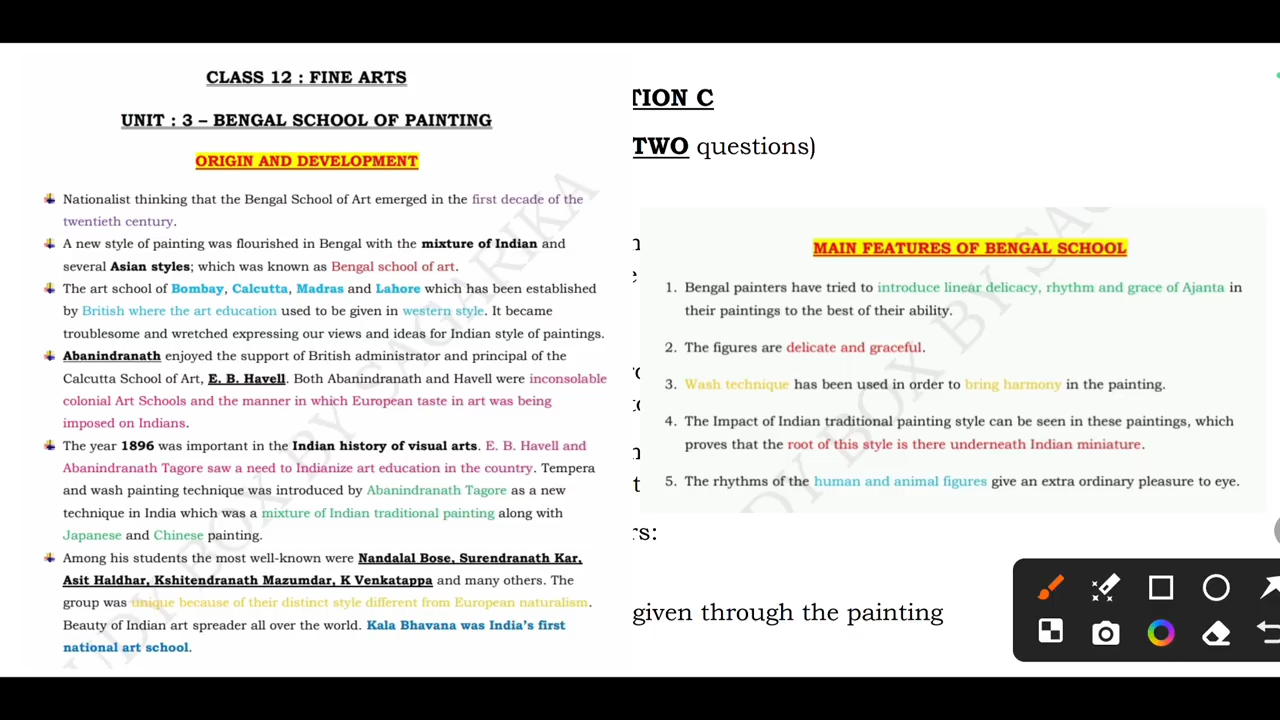 CLASS 12 : FINE ARTS
UNIT : 3 – BENGAL SCHOOL OF PAINTING
ORIGIN AND DEVELOPMENT
Nationalist thinking that the Bengal School of Art emerged in the first decade of the
twentieth century.
A new style of painting was flourished in Bengal with the mixture of Indian and
several Asian styles; which was known as Bengal school of art.
The art school of Bombay, Calcutta, Madras and Lahore which has been established
by British where the art education used to be given in western style. It became
troublesome and wretched expressing our views and ideas for Indian style of paintings.
Abanindranath enjoyed the support of British administrator and principal of the
Calcutta School of Art, E. B. Havell. Both Abanindranath and Havell were inconsolable
colonial Art Schools and the manner in which European taste in art was being
imposed on Indians.
The year 1896 was important in the Indian history of visual arts. E. B. Havell and
Abanindranath Tagore saw a need to Indianize art education in the country. Tempera
and wash painting technique was introduced by Abanindranath Tagore as a new
technique in India which was a mixture of Indian traditional painting along with
Japanese and Chinese painting.
Among his students the most well-known were Nandalal Bose, Surendranath Kar,
Asit Haldhar, Kshitendranath Mazumdar, K Venkatappa and many others. The
group was unique because of their distinct style different from European naturalism.
Beauty of Indian art spreader all over the world. Kala Bhavana was India's first
national art school.
TION C
TWO questions)
MAIN FEATURES OF BENGAL SCHOOL
1. Bengal painters have tried to introduce linear delicacy, rhythm and grace of Ajanta in
their paintings to the best of their ability.
2. The figures are delicate and graceful.
3. Wash technique has been used in order to bring harmony in the painting.
4. The Impact of Indian traditional painting style can be seen in these paintings, which
proves that the root of this style is there underneath Indian miniature.
5. The rhythms of the human and animal figures give an extra ordinary pleasure to eye.
rs:
given through the painting